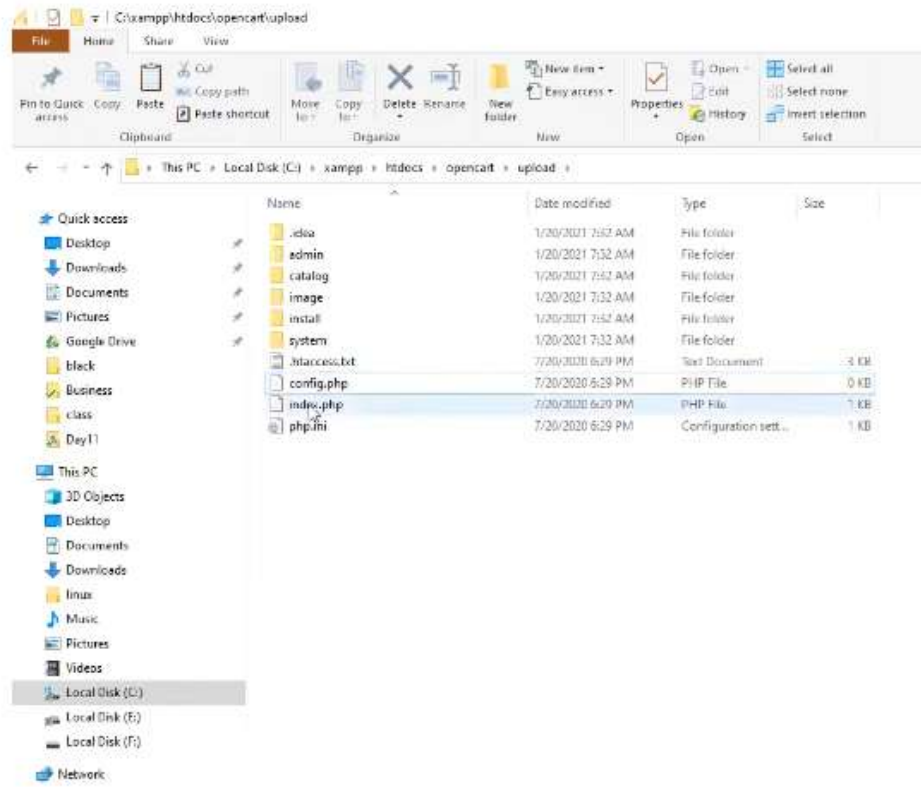 C:\xampp\htdocs\opencart\upload
File Home Share View
Pin to Quick access
Copy
Paste
Cut
Copy path
Paste shortcut
Clipboard
Move to
Copy to
Delete
Rename
Organize
New folder
New item
Easy access
New
Properties
Open
Edit
History
Open
Select all
Select none
Invert selection
Select
This PC Local Disk (C:) xampp htdocs opencart upload
Quick access
Desktop
Downloads
Documents
Pictures
Google Drive
black
Business
class
Day11
This PC
3D Objects
Desktop
Documents
Downloads
linux
Music
Pictures
Videos
Local Disk (C:)
Local Disk (E:)
Local Disk (F:)
Network
Name Date modified Type Size
.idea 1/20/2021 7:32 AM File folder
admin 1/20/2021 7:32 AM File folder
catalog 1/20/2021 7:32 AM File folder
image 1/20/2021 7:32 AM File folder
install 1/20/2021 7:32 AM File folder
system 1/20/2021 7:32 AM File folder
.htaccess.txt 7/20/2020 6:29 PM Text Document KB
config.php 7/20/2020 6:29 PM PHP File 0 KB
index.php 7/20/2020 6:29 PM PHP File 1 KB
php.ini 7/20/2020 6:29 PM Configuration sett... 1 KB